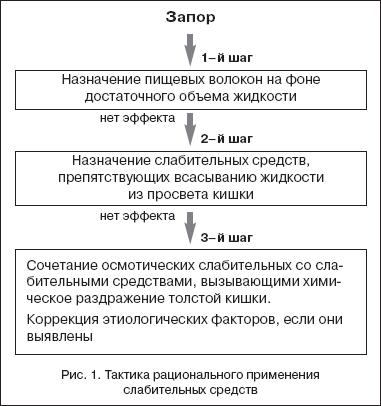 Запор
1–й шаг
Назначение пищевых волокон на фоне
достаточного объема жидкости
нет эффекта
2–й шаг
Назначение слабительных средств,
препятствующих всасыванию жидкости
из просвета кишки
нет эффекта
3–й шаг
Сочетание осмотических слабительных со сла-
бительными средствами, вызывающими хими-
ческое раздражение толстой кишки.
Коррекция этиологических факторов, если они
выявлены
Рис. 1. Тактика рационального применения
слабительных средств